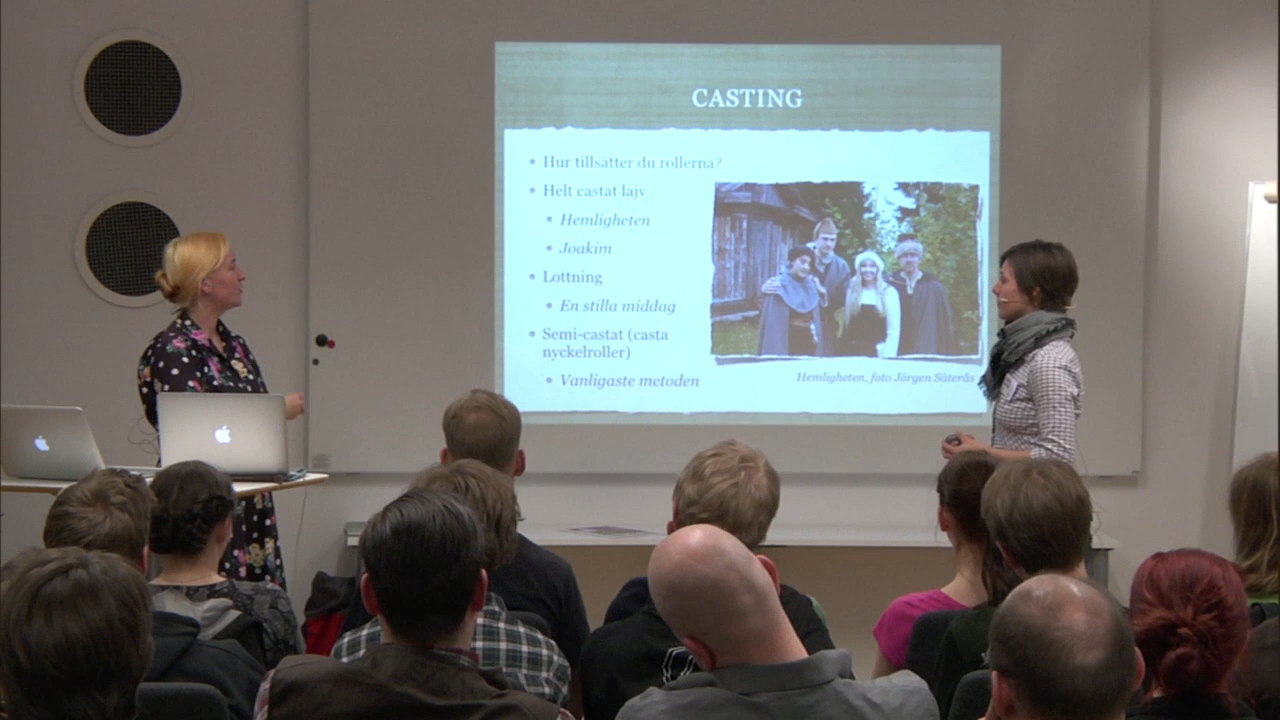 CASTING
• Hur tillsätter du rollerna?
• Helt castat lajv
• Hemligheten
• Joakim
• Lottning
• En stilla middag
• Semi-castat (casta
nyckelroller)
• Vanligaste metoden
Hemligheten, foto Jörgen Säterås